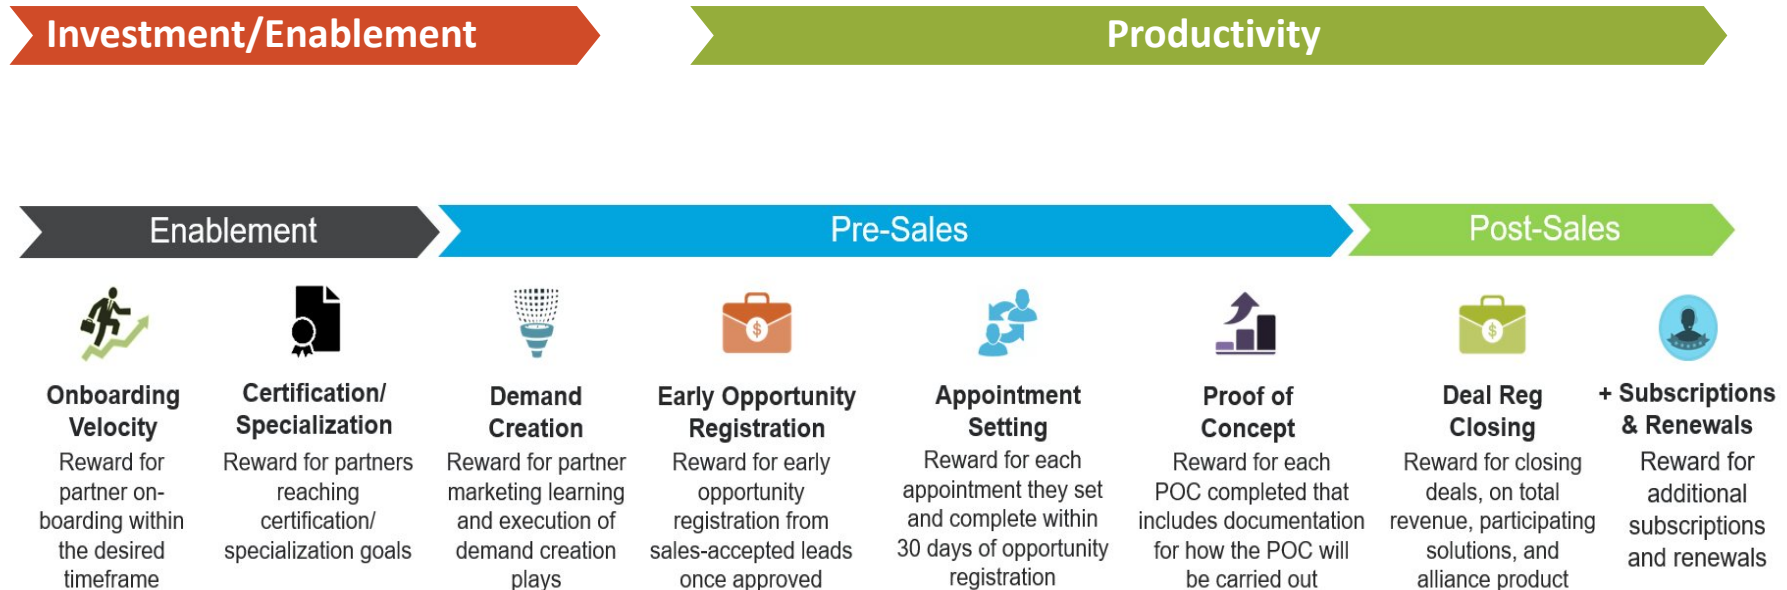 Investment/Enablement
Productivity
Enablement
Pre-Sales
Post-Sales
Onboarding
Velocity
Reward for
partner on-
boarding within
the desired
timeframe
Certification/
Specialization
Reward for partners
reaching
certification/
specialization goals
Demand
Creation
Reward for partner
marketing learning
and execution of
demand creation
plays
$
Early Opportunity
Registration
Reward for early
opportunity
registration from
sales-accepted leads
once approved
Appointment
Setting
Reward for each
appointment they set
and complete within
30 days of opportunity
registration
Proof of
Concept
Reward for each
POC completed that
includes documentation
for how the POC will
be carried out
$
Deal Reg
Closing
Reward for closing
deals, on total
revenue, participating
solutions, and
alliance product
+ Subscriptions
& Renewals
Reward for
additional
subscriptions
and renewals